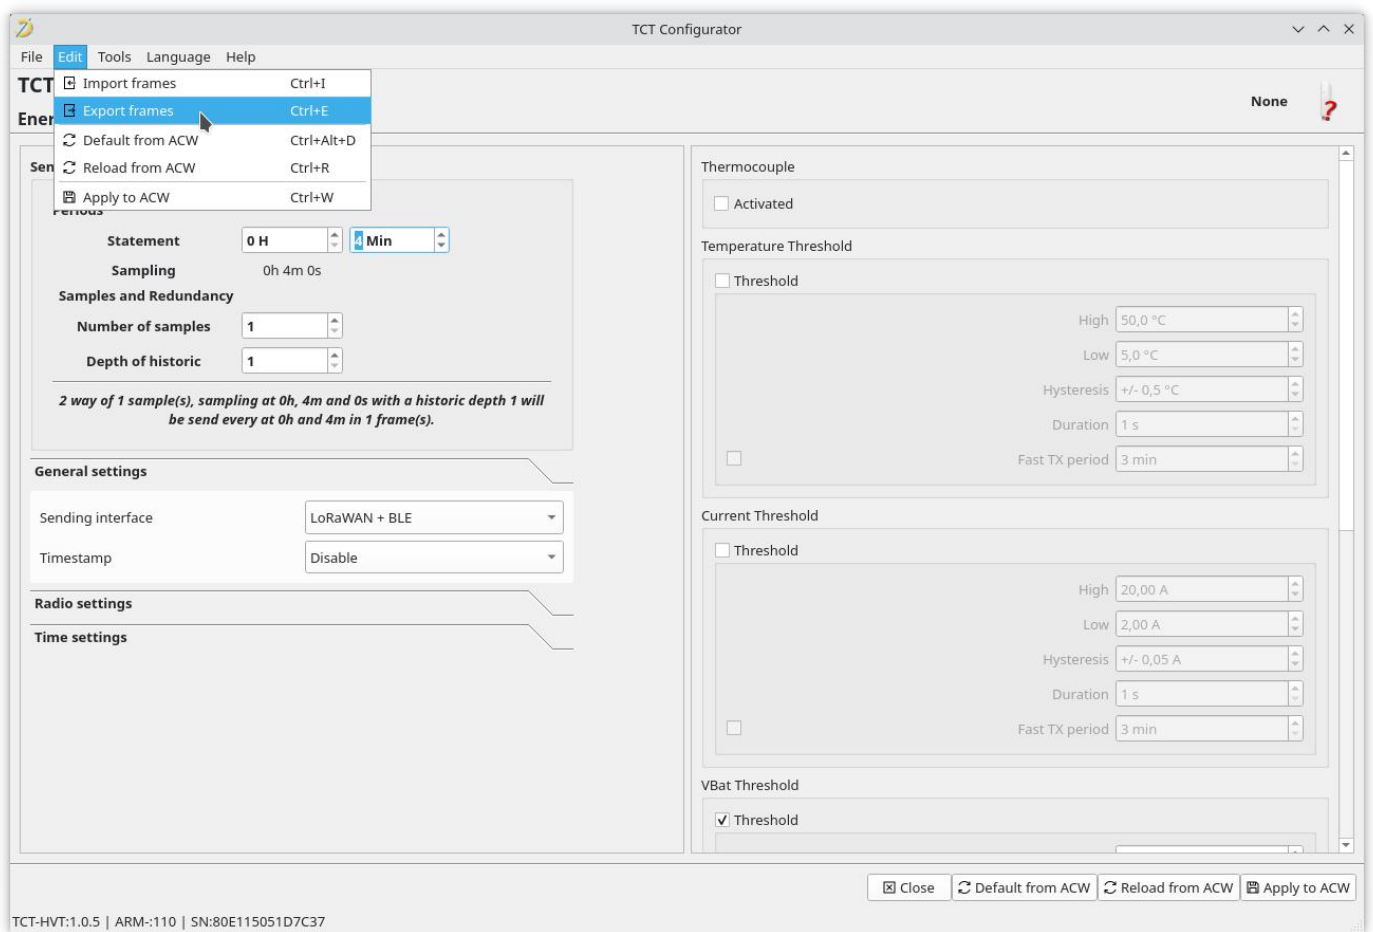 TCT Configurator
File Edit Tools Language Help
Import frames Ctrl+I
Export frames Ctrl+E
Default from ACW Ctrl+Alt+D
Reload from ACW Ctrl+R
Apply to ACW Ctrl+W
TCT
Ener
None
Sen
Periods
Statement 0 H 4 Min
Sampling 0h 4m 0s
Samples and Redundancy
Number of samples 1
Depth of historic 1
2 way of 1 sample(s), sampling at 0h, 4m and 0s with a historic depth 1 will
be send every at 0h and 4m in 1 frame(s).
General settings
Sending interface LoRaWAN + BLE
Timestamp Disable
Radio settings
Time settings
Thermocouple
Activated
Temperature Threshold
Threshold
High 50,0 °C
Low 5,0 °C
Hysteresis +/- 0,5 °C
Duration 1 s
Fast TX period 3 min
Current Threshold
Threshold
High 20,00 A
Low 2,00 A
Hysteresis +/- 0,05 A
Duration 1 s
Fast TX period 3 min
VBat Threshold
Threshold
Close Default from ACW Reload from ACW Apply to ACW
TCT-HVT:1.0.5 | ARM-:110 | SN:80E115051D7C37